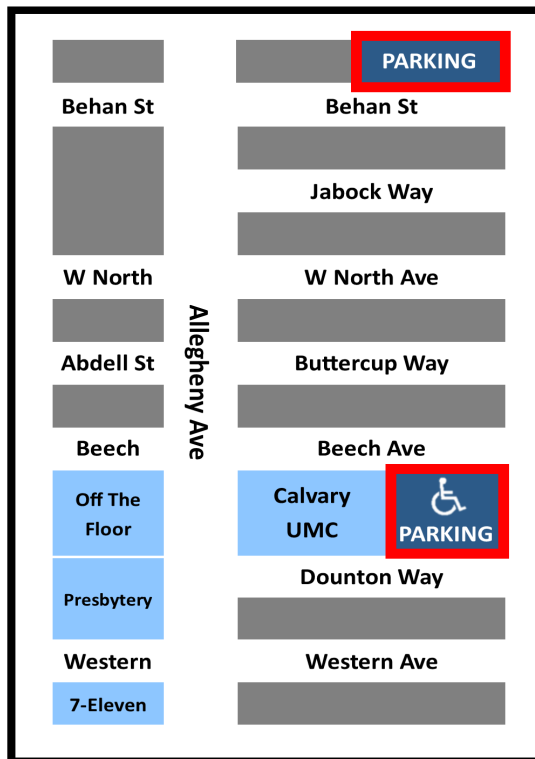 PARKING
Behan St
Behan St
Jabock Way
W North
W North Ave
Allegheny Ave
Abdell St
Buttercup Way
Beech
Beech Ave
Off The
Floor
Calvary
UMC
PARKING
Dounton Way
Presbytery
Western
Western Ave
7-Eleven